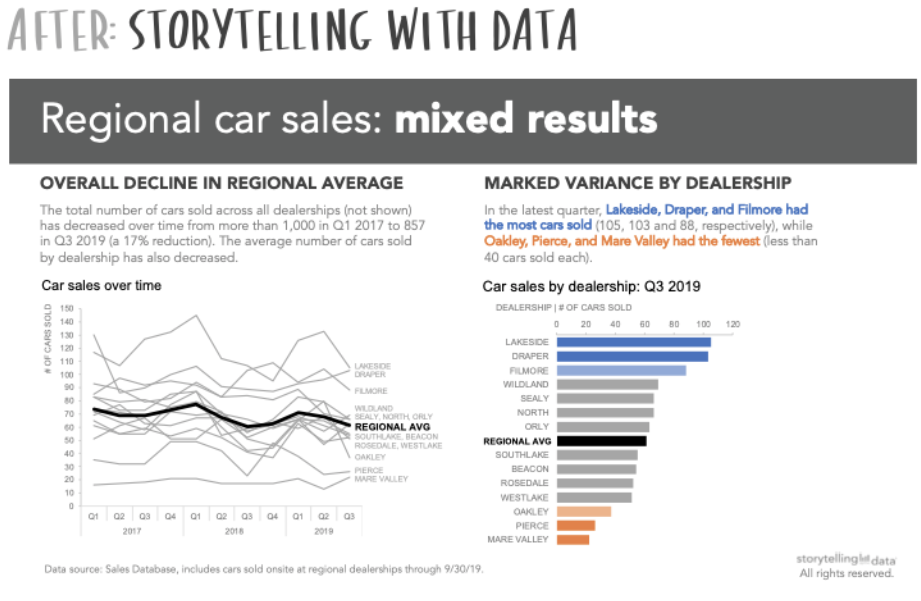 AFTER: STORYTELLING WITH DATA
Regional car sales: mixed results
OVERALL DECLINE IN REGIONAL AVERAGE
The total number of cars sold across all dealerships (not shown)
has decreased over time from more than 1,000 in Q1 2017 to 857
in Q3 2019 (a 17% reduction). The average number of cars sold
by dealership has also decreased.
Car sales over time
# OF CARS SOLD
150
140
130
120
110
100
90
80
70
60
50
40
30
20
10
0
LAKESIDE
DRAPER
FILMORE
WILDLAND
SEALY, NORTH, ORLY
REGIONAL AVG
SOUTHLAKE, BEACON
ROSEDALE, WESTLAKE
OAKLEY
PIERCE
MARE VALLEY
Q1 Q2 Q3 Q4 Q1 Q2 Q3 Q4 Q1 Q2 Q3
2017 2018 2019
MARKED VARIANCE BY DEALERSHIP
In the latest quarter, Lakeside, Draper, and Filmore had
the most cars sold (105, 103 and 88, respectively), while
Oakley, Pierce, and Mare Valley had the fewest (less than
40 cars sold each).
Car sales by dealership: Q3 2019
DEALERSHIP | # OF CARS SOLD
0 20 40 60 80 100 120
LAKESIDE
DRAPER
FILMORE
WILDLAND
SEALY
NORTH
ORLY
REGIONAL AVG
SOUTHLAKE
BEACON
ROSEDALE
WESTLAKE
OAKLEY
PIERCE
MARE VALLEY
Data source: Sales Database, includes cars sold onsite at regional dealerships through 9/30/19.
storytelling with data
All rights reserved.